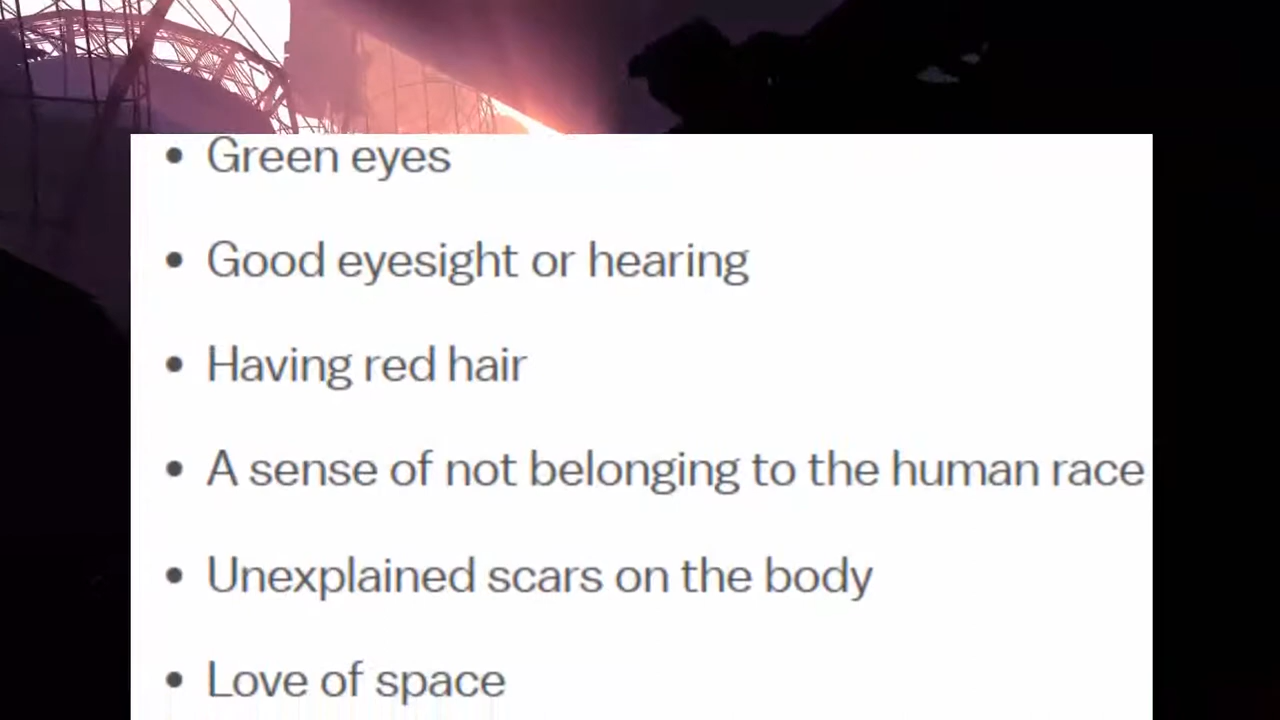 • Green eyes
• Good eyesight or hearing
• Having red hair
• A sense of not belonging to the human race
• Unexplained scars on the body
• Love of space